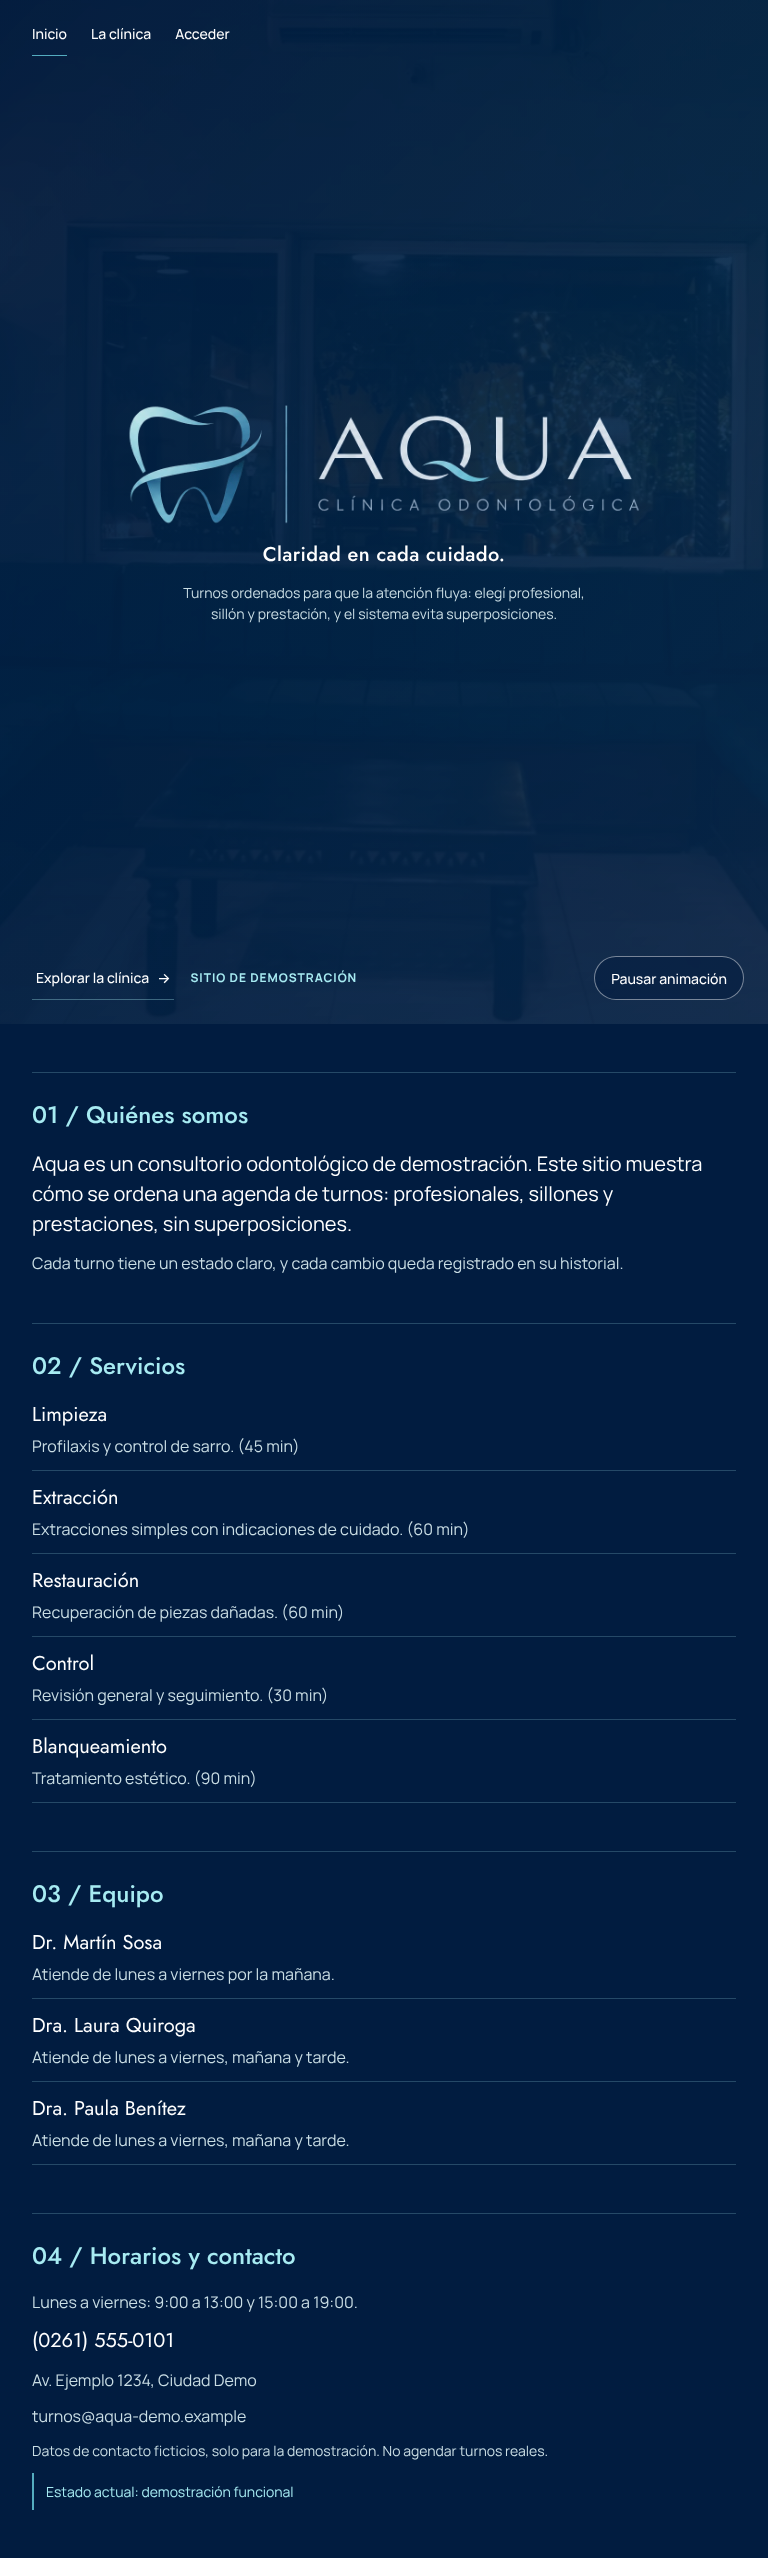 Inicio La clínica Acceder
AQUA
CLÍNICA ODONTOLÓGICA
Claridad en cada cuidado.
Turnos ordenados para que la atención fluya: elegí profesional,
sillón y prestación, y el sistema evita superposiciones.
Explorar la clínica → SITIO DE DEMOSTRACIÓN Pausar animación
01 / Quiénes somos
Aqua es un consultorio odontológico de demostración. Este sitio muestra
cómo se ordena una agenda de turnos: profesionales, sillones y
prestaciones, sin superposiciones.
Cada turno tiene un estado claro, y cada cambio queda registrado en su historial.
02 / Servicios
Limpieza
Profilaxis y control de sarro. (45 min)
Extracción
Extracciones simples con indicaciones de cuidado. (60 min)
Restauración
Recuperación de piezas dañadas. (60 min)
Control
Revisión general y seguimiento. (30 min)
Blanqueamiento
Tratamiento estético. (90 min)
03 / Equipo
Dr. Martín Sosa
Atiende de lunes a viernes por la mañana.
Dra. Laura Quiroga
Atiende de lunes a viernes, mañana y tarde.
Dra. Paula Benítez
Atiende de lunes a viernes, mañana y tarde.
04 / Horarios y contacto
Lunes a viernes: 9:00 a 13:00 y 15:00 a 19:00.
(0261) 555-0101
Av. Ejemplo 1234, Ciudad Demo
turnos@aqua-demo.example
Datos de contacto ficticios, solo para la demostración. No agendar turnos reales.
Estado actual: demostración funcional